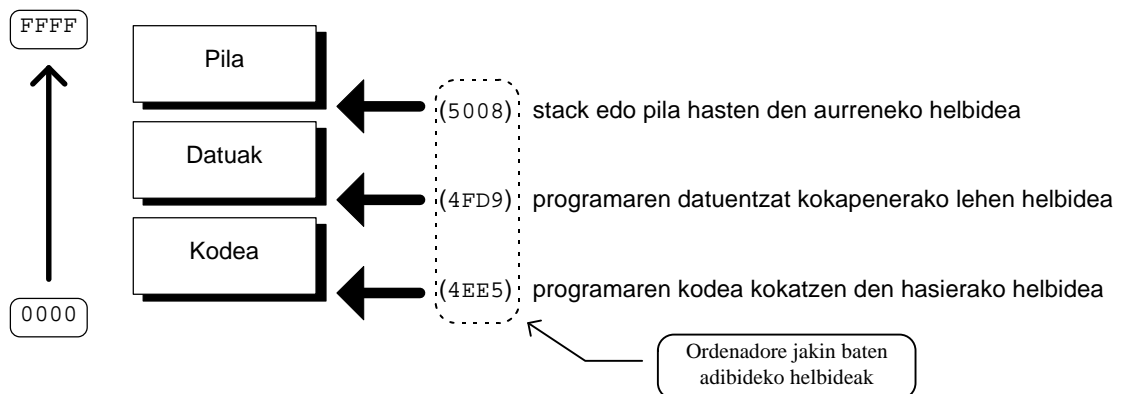 FFFF
Pila
(5008) stack edo pila hasten den aurreneko helbidea
Datuak
(4FD9) programaren datuentzat kokapenerako lehen helbidea
Kodea
(4EE5) programaren kodea kokatzen den hasierako helbidea
0000
Ordenadore jakin baten
adibideko helbideak